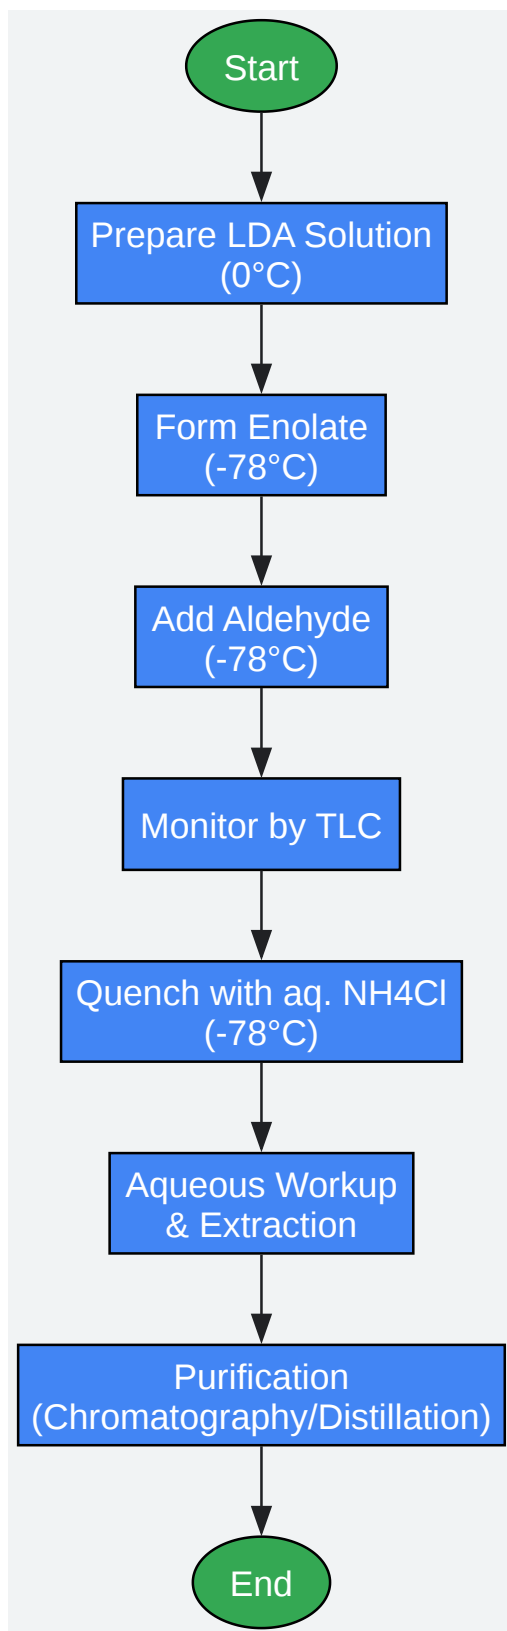 Start
Prepare LDA Solution
(0°C)
Form Enolate
(-78°C)
Add Aldehyde
(-78°C)
Monitor by TLC
Quench with aq. NH4Cl
(-78°C)
Aqueous Workup
& Extraction
Purification
(Chromatography/Distillation)
End